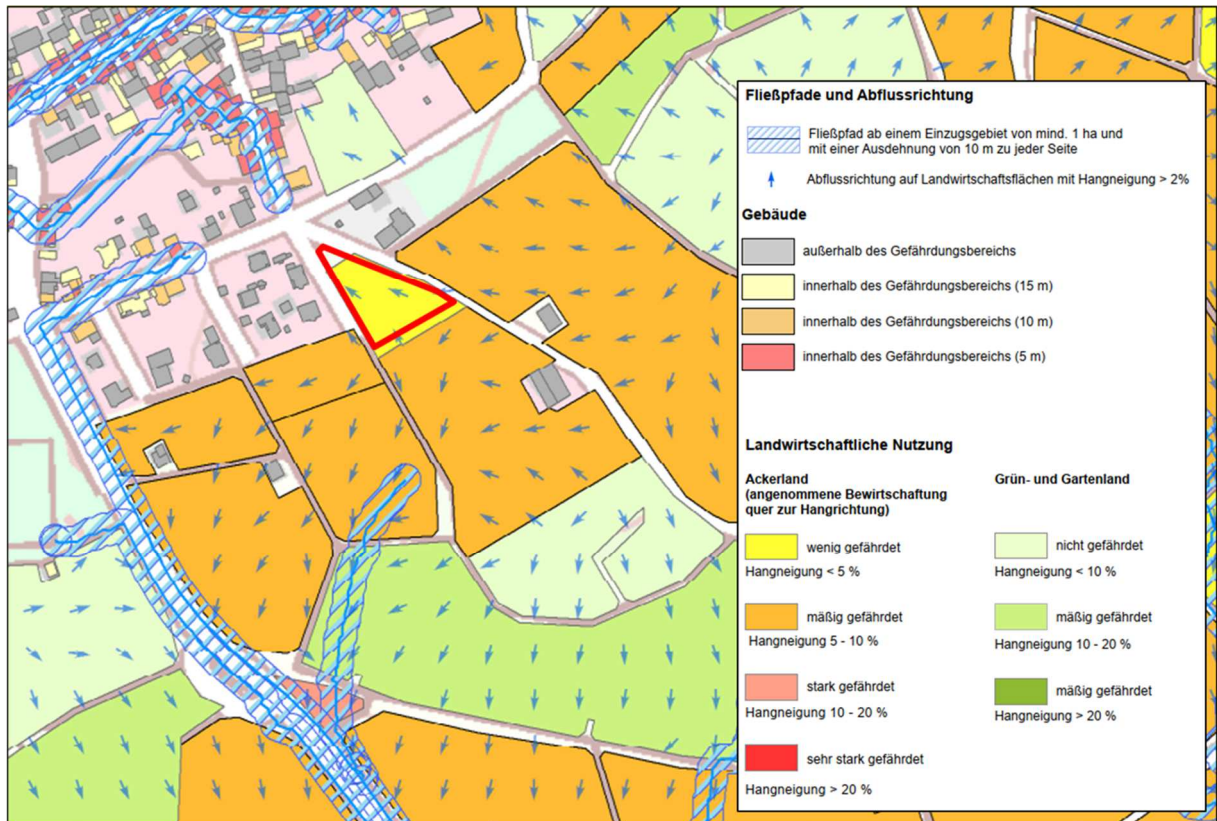 Fließpfade und Abflussrichtung
Fließpfad ab einem Einzugsgebiet von mind. 1 ha und
mit einer Ausdehnung von 10 m zu jeder Seite
Abflussrichtung auf Landwirtschaftsflächen mit Hangneigung > 2%
Gebäude
außerhalb des Gefährdungsbereichs
innerhalb des Gefährdungsbereichs (15 m)
innerhalb des Gefährdungsbereichs (10 m)
innerhalb des Gefährdungsbereichs (5 m)
Landwirtschaftliche Nutzung
Ackerland
(angenommene Bewirtschaftung
quer zur Hangrichtung)
wenig gefährdet
Hangneigung < 5 %
mäßig gefährdet
Hangneigung 5 - 10 %
stark gefährdet
Hangneigung 10 - 20 %
sehr stark gefährdet
Hangneigung > 20 %
Grün- und Gartenland
nicht gefährdet
Hangneigung < 10 %
mäßig gefährdet
Hangneigung 10 - 20 %
mäßig gefährdet
Hangneigung > 20 %